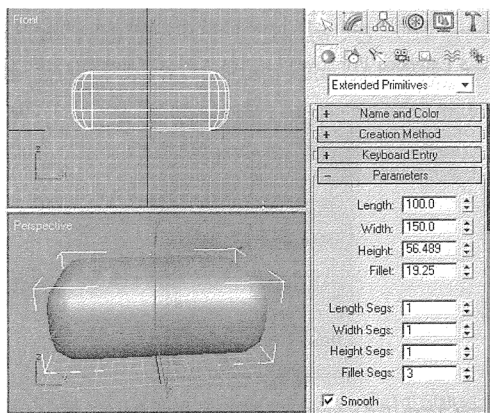 Front
Extended Primitives
+ Name and Color
+ Creation Method
+ Keyboard Entry
- Parameters
Length: 100.0
Width: 150.0
Height: 56.489
Fillet: 19.25
Length Segs: 1
Width Segs: 1
Height Segs: 1
Fillet Segs: 3
Smooth
Perspective
z
z